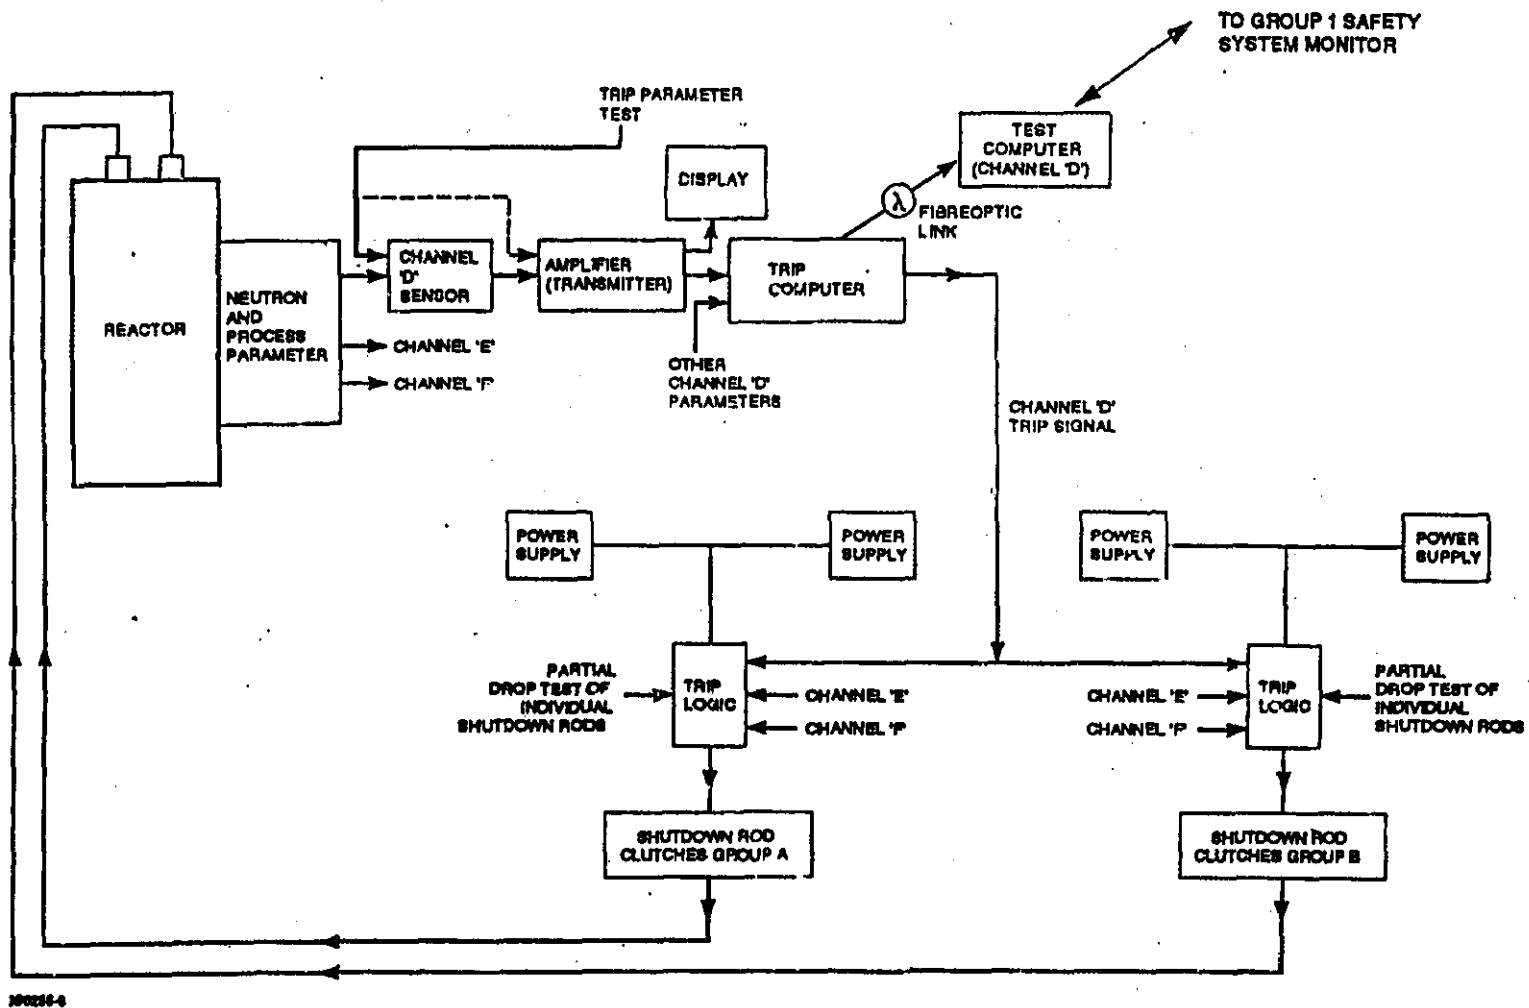 TO GROUP 1 SAFETY
SYSTEM MONITOR
TRIP PARAMETER
TEST
TEST
COMPUTER
(CHANNEL 'D')
DISPLAY
λ
FIBREOPTIC
LINK
CHANNEL
'D'
SENSOR
AMPLIFIER
(TRANSMITTER)
TRIP
COMPUTER
REACTOR
NEUTRON
AND
PROCESS
PARAMETER
CHANNEL 'E'
CHANNEL 'F'
OTHER
CHANNEL 'D'
PARAMETERS
CHANNEL 'D'
TRIP SIGNAL
POWER
SUPPLY
POWER
SUPPLY
POWER
SUPPLY
POWER
SUPPLY
PARTIAL
DROP TEST OF
INDIVIDUAL
SHUTDOWN RODS
TRIP
LOGIC
CHANNEL 'E'
CHANNEL 'F'
CHANNEL 'E'
CHANNEL 'F'
TRIP
LOGIC
PARTIAL
DROP TEST OF
INDIVIDUAL
SHUTDOWN RODS
SHUTDOWN ROD
CLUTCHES GROUP A
SHUTDOWN ROD
CLUTCHES GROUP B